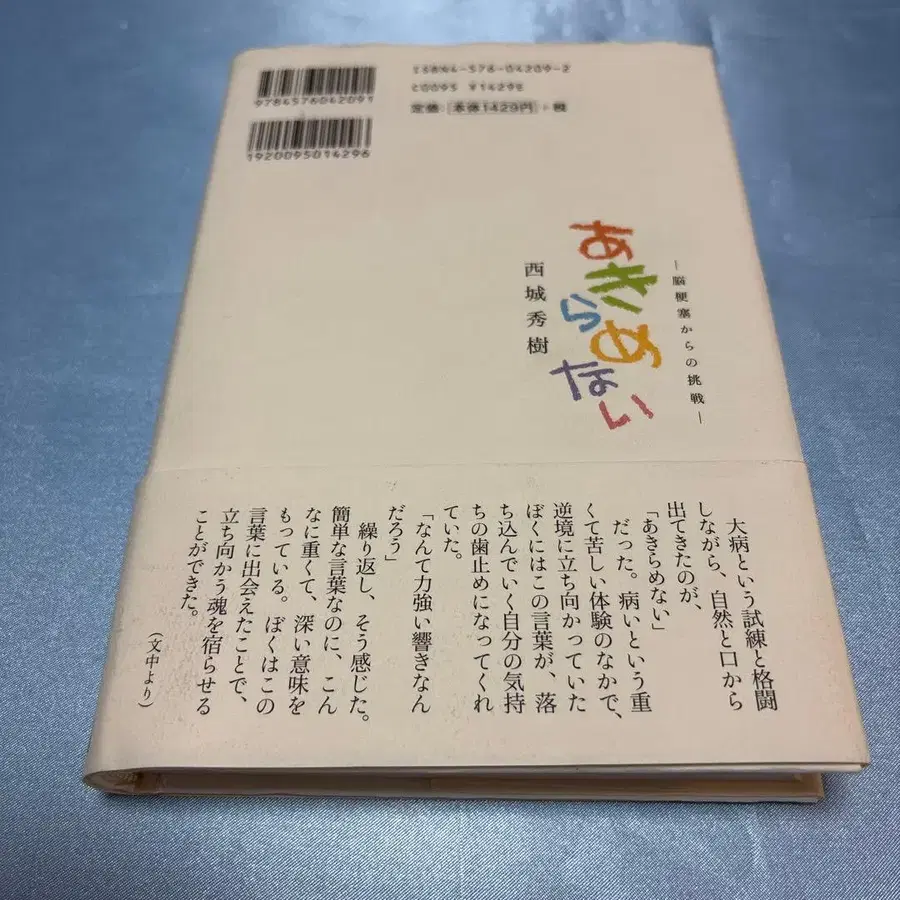 9784576042091
ISBN4-576-04209-2
C0095 ¥1429E
定価:本体1429円+税
1920095014296
―脳梗塞からの挑戦―
あきらめない
西城秀樹
大病という試練と格闘
しながら、自然と口から
出てきたのが、
「あきらめない」
だった。病いという重
くて苦しい体験のなかで、
逆境に立ち向かっていた
ぼくにはこの言葉が、落
ち込んでいく自分の気持
ちの歯止めになってくれ
ていた。
「なんて力強い響きなん
だろう」
繰り返し、そう感じた。
簡単な言葉なのに、こん
なに重くて、深い意味を
もっている。ぼくはこの
言葉に出会えたことで、
立ち向かう魂を宿らせる
ことができた。
(文中より)